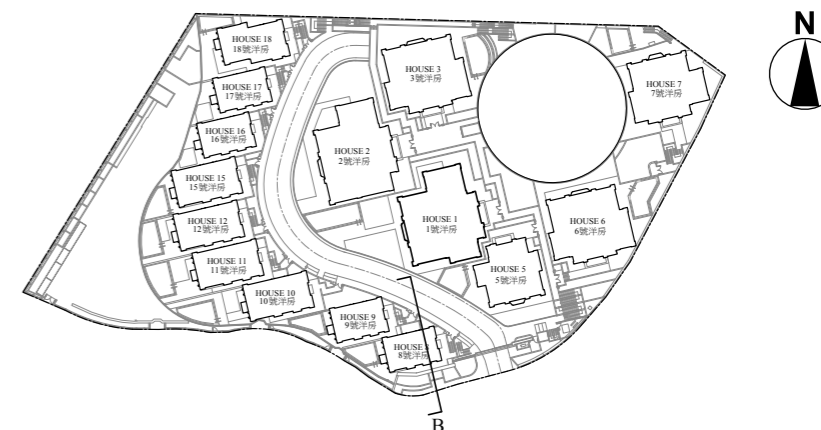 N
HOUSE 18
18號洋房
HOUSE 3
3號洋房
HOUSE 17
17號洋房
HOUSE 7
7號洋房
HOUSE 16
16號洋房
HOUSE 2
2號洋房
HOUSE 15
15號洋房
HOUSE 12
12號洋房
HOUSE 1
1號洋房
HOUSE 6
6號洋房
HOUSE 11
11號洋房
HOUSE 5
5號洋房
HOUSE 10
10號洋房
HOUSE 9
9號洋房
HOUSE 8
8號洋房
B